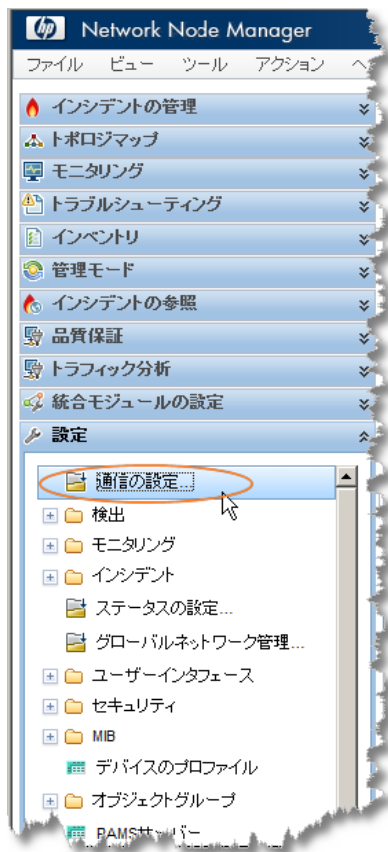 hp Network Node Manager
ファイル ビュー ツール アクション
インシデントの管理
トポロジマップ
モニタリング
トラブルシューティング
インベントリ
管理モード
インシデントの参照
品質保証
トラフィック分析
統合モジュールの設定
設定
通信の設定...
検出
モニタリング
インシデント
ステータスの設定...
グローバルネットワーク管理...
ユーザーインタフェース
セキュリティ
MIB
デバイスのプロファイル
オブジェクトグループ
RAMSサーバー